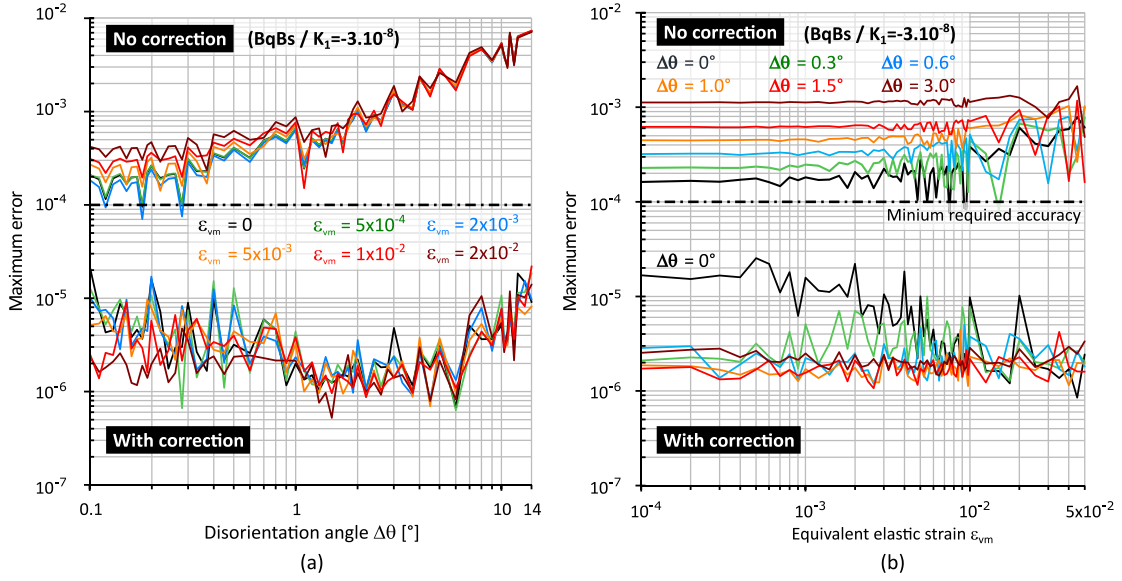 10⁻²
No correction (BqBs / K₁=-3.10⁻⁸)
10⁻³
Maximum error
10⁻⁴
εvm = 0 εvm = 5x10⁻⁴ εvm = 2x10⁻³
εvm = 5x10⁻³ εvm = 1x10⁻² εvm = 2x10⁻²
10⁻⁵
10⁻⁶
With correction
10⁻⁷
0.1 1 10 14
Disorientation angle Δθ [°]
(a)
10⁻²
No correction (BqBs / K₁=-3.10⁻⁸)
Δθ = 0° Δθ = 0.3° Δθ = 0.6°
Δθ = 1.0° Δθ = 1.5° Δθ = 3.0°
10⁻³
Maximum error
10⁻⁴
Minium required accuracy
Δθ = 0°
10⁻⁵
10⁻⁶
With correction
10⁻⁷
10⁻⁴ 10⁻³ 10⁻² 5x10⁻²
Equivalent elastic strain εvm
(b)